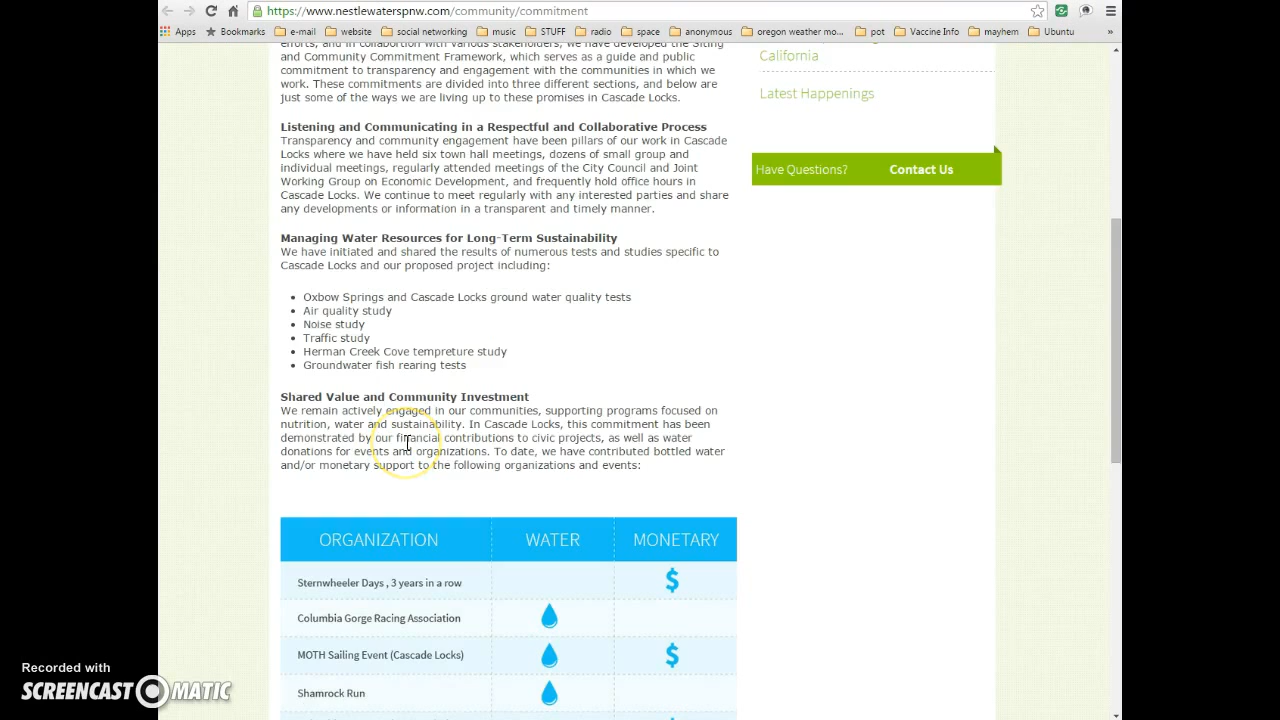 https://www.nestlewaterspnw.com/community/commitment
Apps Bookmarks e-mail website social networking music STUFF radio space anonymous oregon weather mo... pot Vaccine Info mayhem Ubuntu »
efforts, and in collaboration with various stakeholders, we have developed the Siting
and Community Commitment Framework, which serves as a guide and public
commitment to transparency and engagement with the communities in which we
work. These commitments are divided into three different sections, and below are
just some of the ways we are living up to these promises in Cascade Locks.
Listening and Communicating in a Respectful and Collaborative Process
Transparency and community engagement have been pillars of our work in Cascade
Locks where we have held six town hall meetings, dozens of small group and
individual meetings, regularly attended meetings of the City Council and Joint
Working Group on Economic Development, and frequently hold office hours in
Cascade Locks. We continue to meet regularly with any interested parties and share
any developments or information in a transparent and timely manner.
Managing Water Resources for Long-Term Sustainability
We have initiated and shared the results of numerous tests and studies specific to
Cascade Locks and our proposed project including:
• Oxbow Springs and Cascade Locks ground water quality tests
• Air quality study
• Noise study
• Traffic study
• Herman Creek Cove tempreture study
• Groundwater fish rearing tests
Shared Value and Community Investment
We remain actively engaged in our communities, supporting programs focused on
nutrition, water and sustainability. In Cascade Locks, this commitment has been
demonstrated by our financial contributions to civic projects, as well as water
donations for events and organizations. To date, we have contributed bottled water
and/or monetary support to the following organizations and events:
ORGANIZATION WATER MONETARY
Sternwheeler Days , 3 years in a row $
Columbia Gorge Racing Association
MOTH Sailing Event (Cascade Locks) $
Shamrock Run
California
Latest Happenings
Have Questions? Contact Us
Recorded with
SCREENCAST MATIC